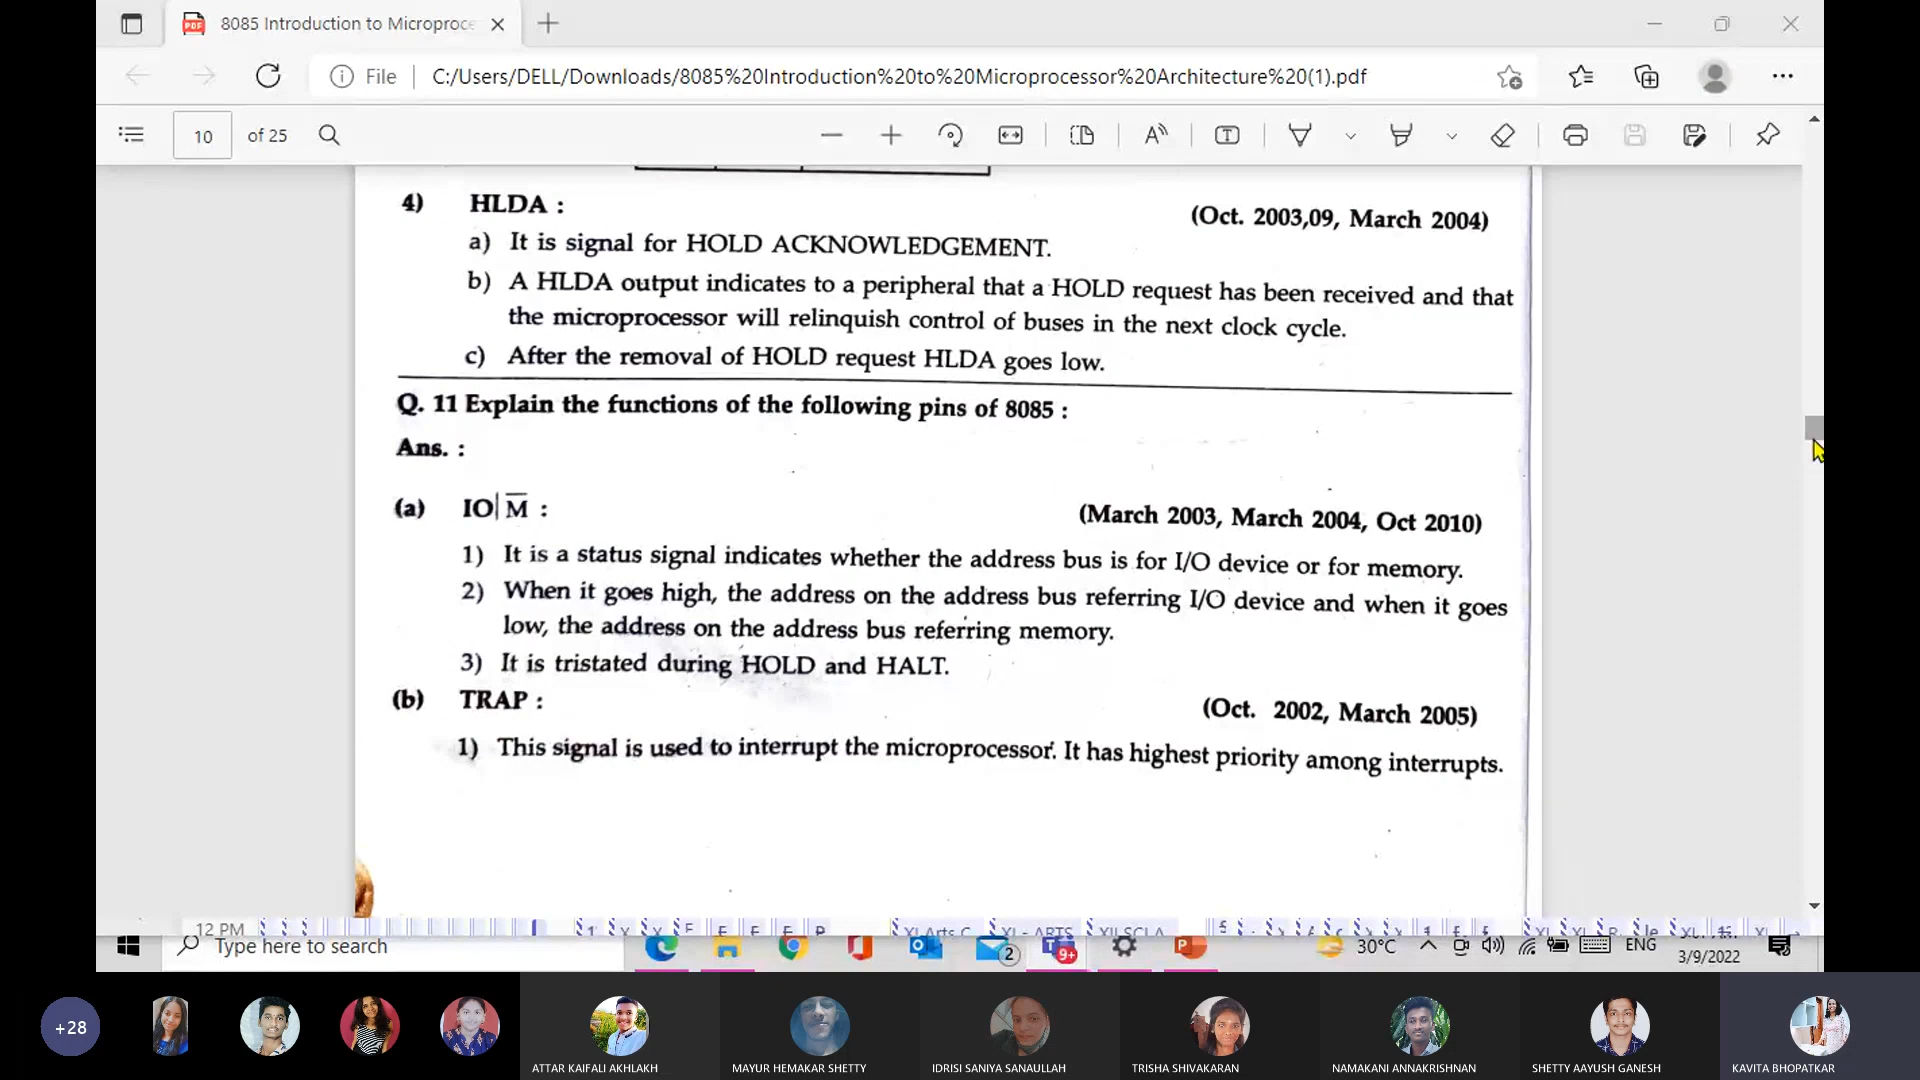 8085 Introduction to Microproce
File
C:/Users/DELL/Downloads/8085%20Introduction%20to%20Microprocessor%20Architecture%20(1).pdf
10 of 25
4) HLDA : (Oct. 2003,09, March 2004)
a) It is signal for HOLD ACKNOWLEDGEMENT.
b) A HLDA output indicates to a peripheral that a HOLD request has been received and that
the microprocessor will relinquish control of buses in the next clock cycle.
c) After the removal of HOLD request HLDA goes low.
Q. 11 Explain the functions of the following pins of 8085 :
Ans. :
(a) IO| M̅ : (March 2003, March 2004, Oct 2010)
1) It is a status signal indicates whether the address bus is for I/O device or for memory.
2) When it goes high, the address on the address bus referring I/O device and when it goes
low, the address on the address bus referring memory.
3) It is tristated during HOLD and HALT.
(b) TRAP : (Oct. 2002, March 2005)
1) This signal is used to interrupt the microprocessor. It has highest priority among interrupts.
12 PM
Type here to search
2
9+
30°C
ENG
3/9/2022
+28
ATTAR KAIFALI AKHLAKH
MAYUR HEMAKAR SHETTY
IDRISI SANIYA SANAULLAH
TRISHA SHIVAKARAN
NAMAKANI ANNAKRISHNAN
SHETTY AAYUSH GANESH
KAVITA BHOPATKAR